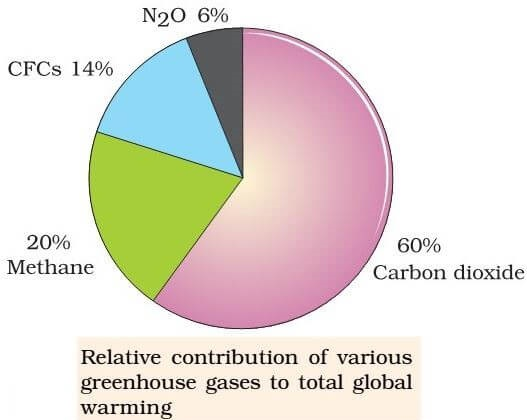 N2O 6%
CFCs 14%
20%
Methane
60%
Carbon dioxide
Relative contribution of various
greenhouse gases to total global
warming